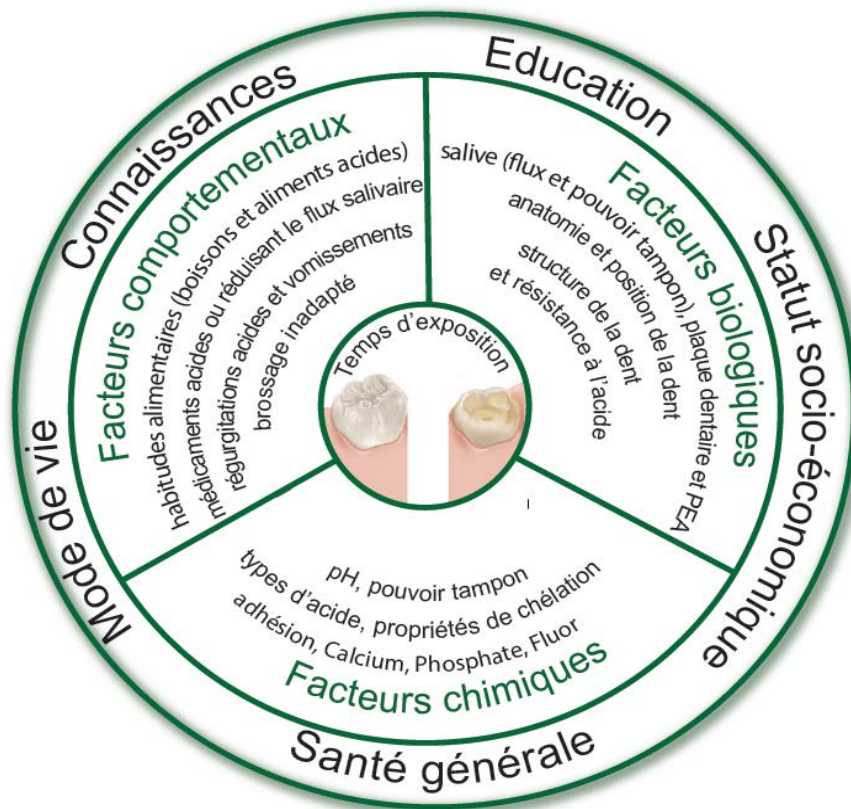 Connaissances
Education
Statut socio-économique
Santé générale
Mode de vie
Facteurs comportementaux
habitudes alimentaires (boissons et aliments acides)
médicaments acides ou réduisant le flux salivaire
régurgitations acides et vomissements
brossage inadapté
Facteurs biologiques
salive (flux et pouvoir tampon), plaque dentaire et PEA
anatomie et position de la dent
structure de la dent
et résistance à l'acide
Temps d'exposition
pH, pouvoir tampon
types d'acide, propriétés de chélation
adhésion, Calcium, Phosphate, Fluor
Facteurs chimiques